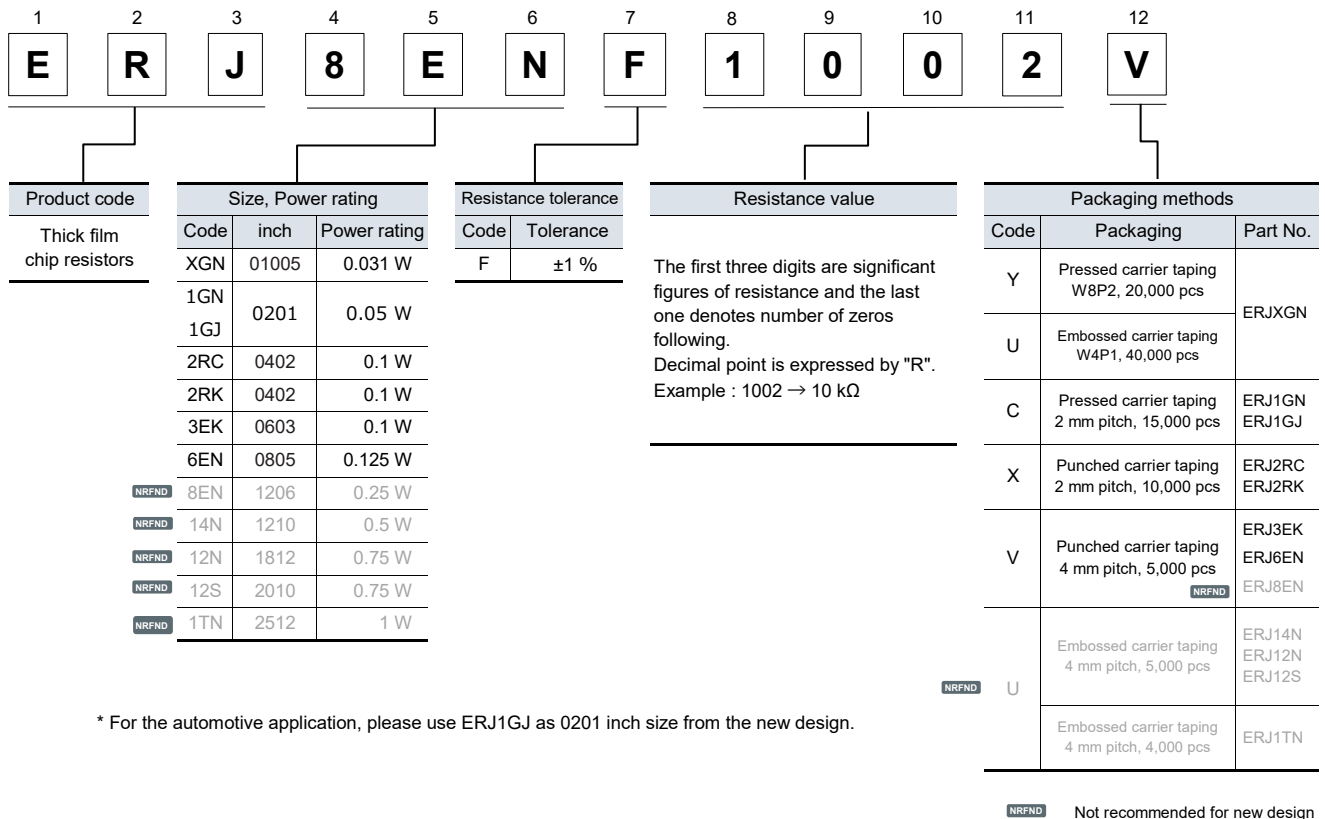 1 2 3 4 5 6 7 8 9 10 11 12
E R J 8 E N F 1 0 0 2 V
Product code
Thick film
chip resistors
Size, Power rating
Code inch Power rating
XGN 01005 0.031 W
1GN
1GJ
0201 0.05 W
2RC 0402 0.1 W
2RK 0402 0.1 W
3EK 0603 0.1 W
6EN 0805 0.125 W
NRFND 8EN 1206 0.25 W
NRFND 14N 1210 0.5 W
NRFND 12N 1812 0.75 W
NRFND 12S 2010 0.75 W
NRFND 1TN 2512 1 W
Resistance tolerance
Code Tolerance
F ±1 %
Resistance value
The first three digits are significant
figures of resistance and the last
one denotes number of zeros
following.
Decimal point is expressed by "R".
Example : 1002 → 10 kΩ
Packaging methods
Code Packaging Part No.
Y
Pressed carrier taping
W8P2, 20,000 pcs
ERJXGN
U
Embossed carrier taping
W4P1, 40,000 pcs
C
Pressed carrier taping
2 mm pitch, 15,000 pcs
ERJ1GN
ERJ1GJ
X
Punched carrier taping
2 mm pitch, 10,000 pcs
ERJ2RC
ERJ2RK
V
Punched carrier taping
4 mm pitch, 5,000 pcs
ERJ3EK
ERJ6EN
NRFND ERJ8EN
NRFND U
Embossed carrier taping
4 mm pitch, 5,000 pcs
ERJ14N
ERJ12N
ERJ12S
Embossed carrier taping
4 mm pitch, 4,000 pcs
ERJ1TN
* For the automotive application, please use ERJ1GJ as 0201 inch size from the new design.
NRFND Not recommended for new design